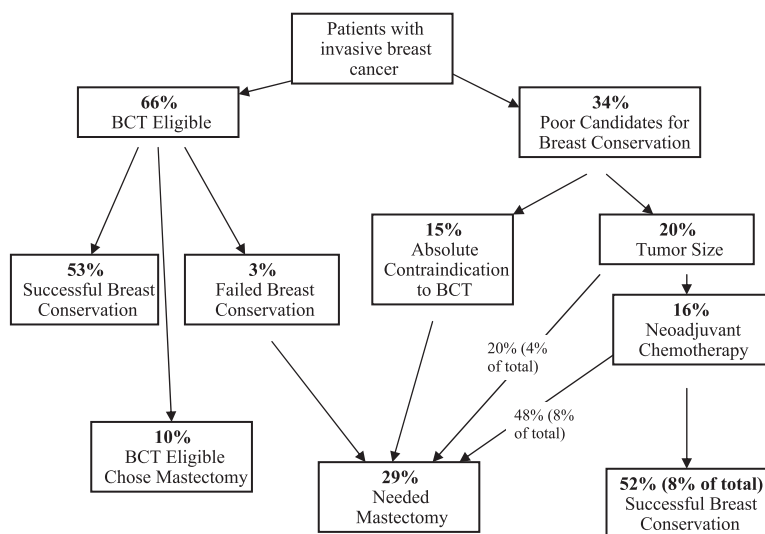 Patients with
invasive breast
cancer
66%
BCT Eligible
34%
Poor Candidates for
Breast Conservation
53%
Successful Breast
Conservation
3%
Failed Breast
Conservation
15%
Absolute
Contraindication
to BCT
20%
Tumor Size
16%
Neoadjuvant
Chemotherapy
20% (4%
of total)
48% (8%
of total)
10%
BCT Eligible
Chose Mastectomy
29%
Needed
Mastectomy
52% (8% of total)
Successful Breast
Conservation